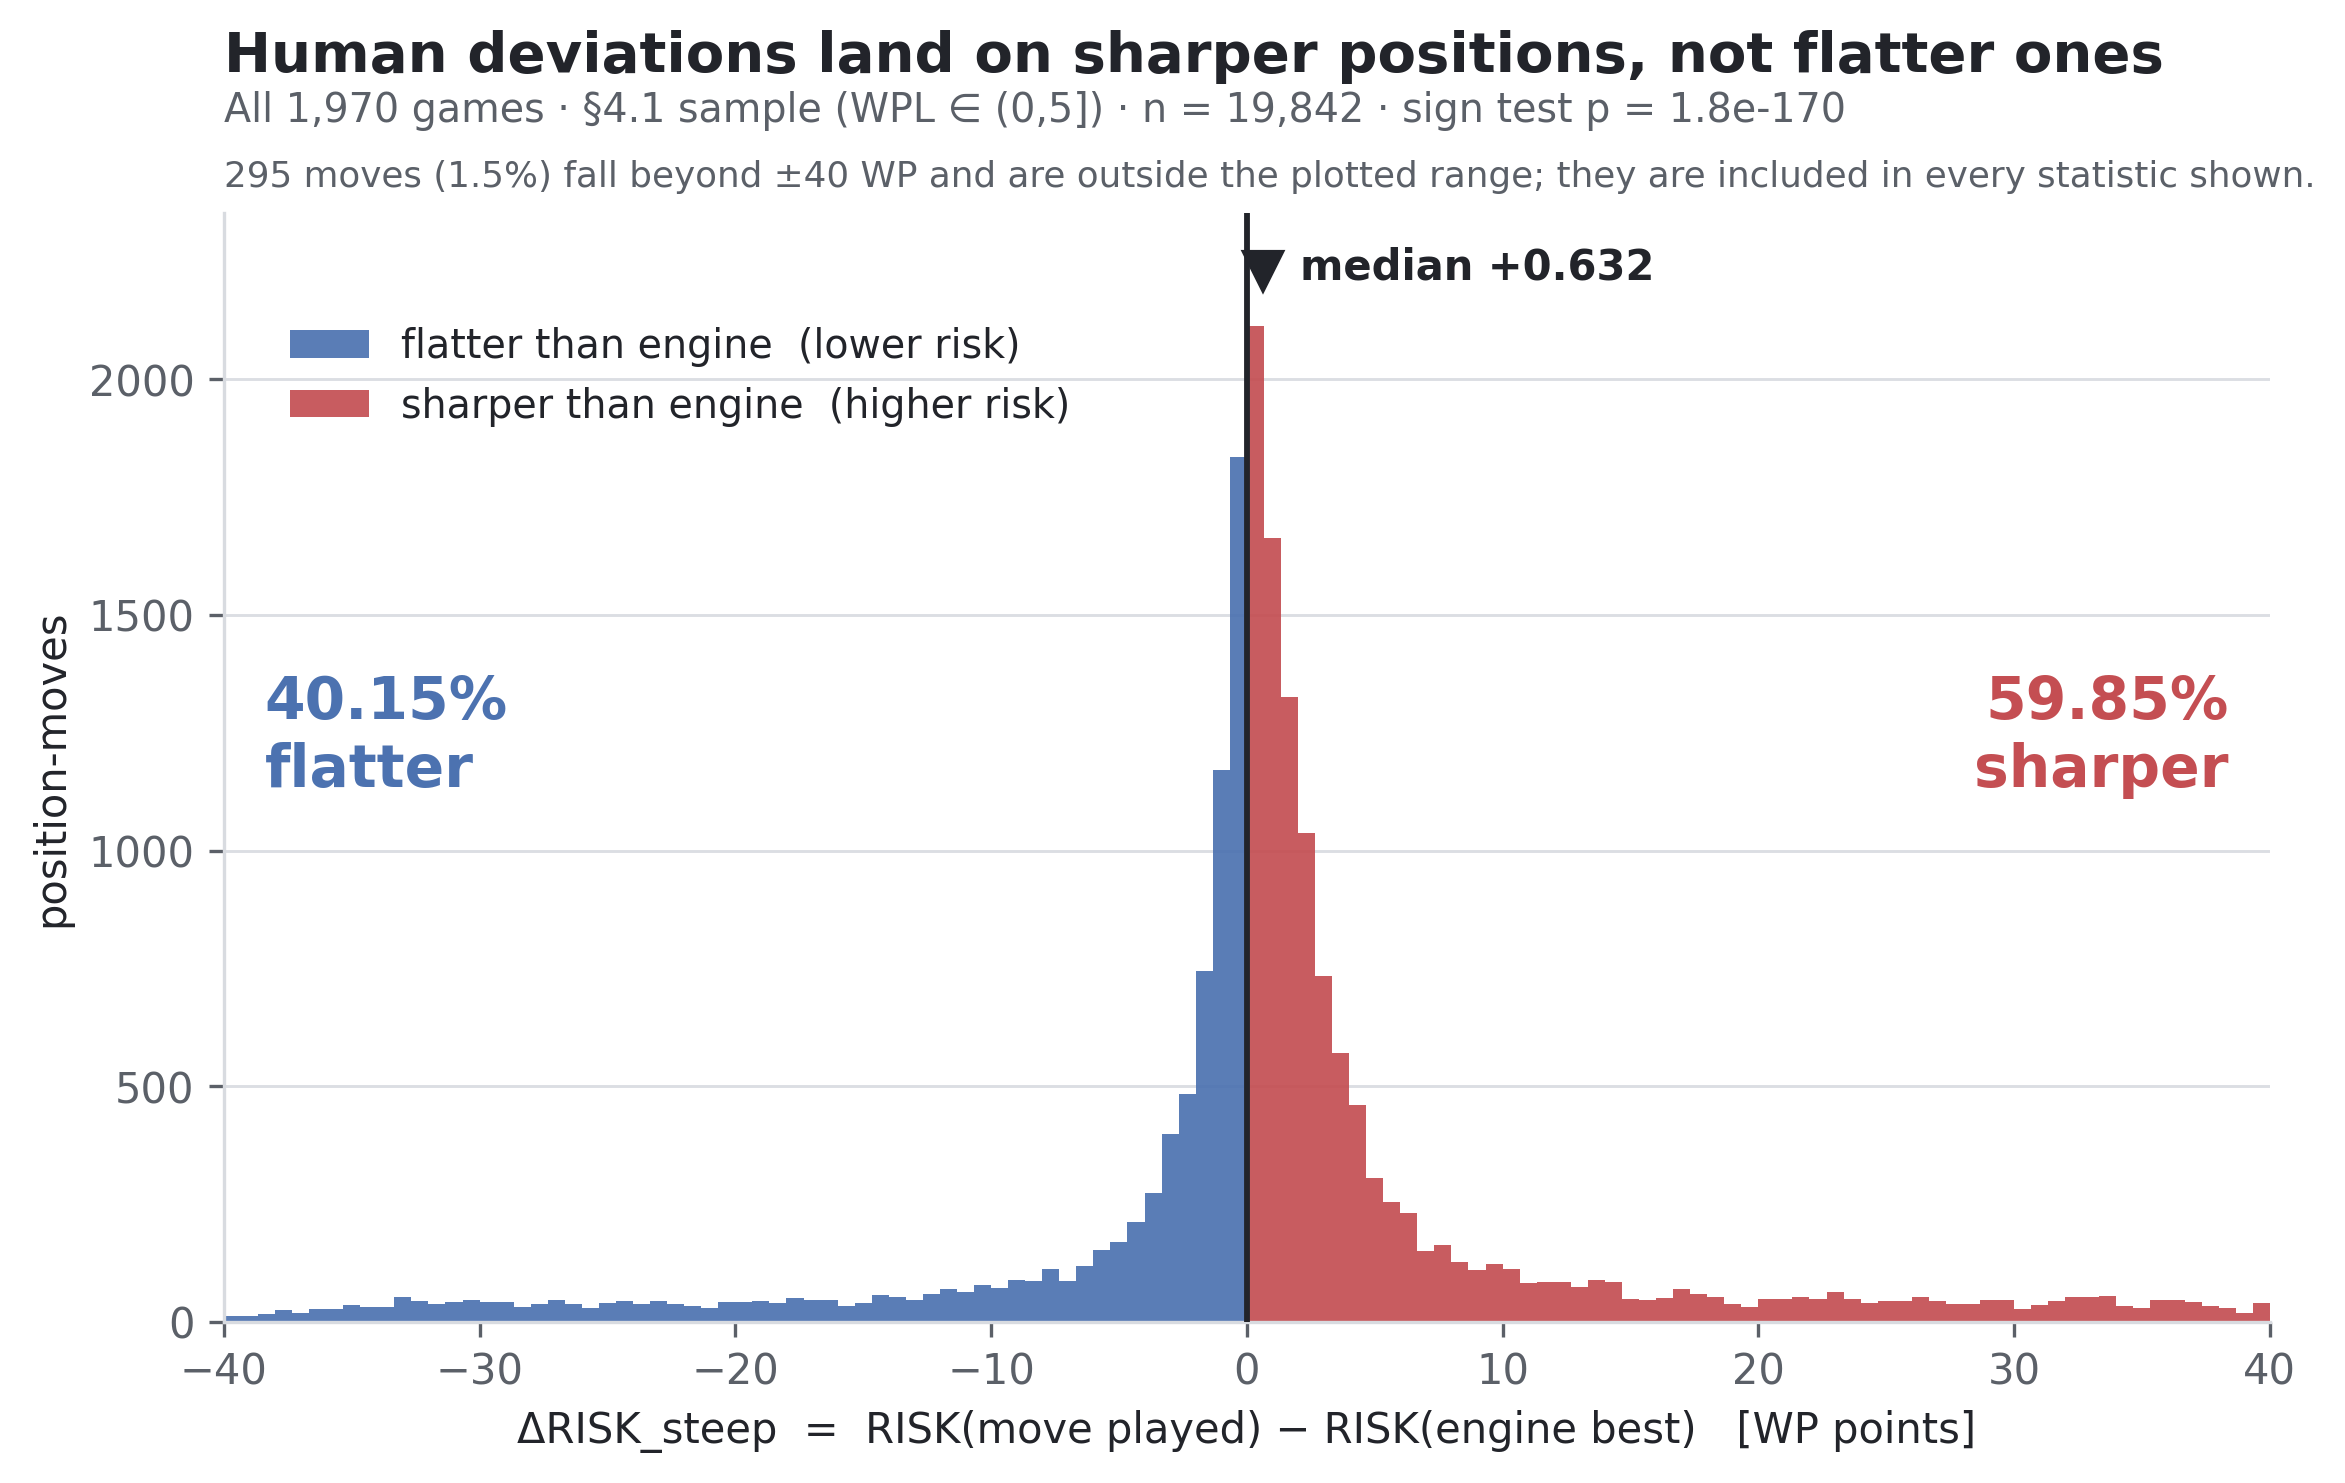 Human deviations land on sharper positions, not flatter ones
All 1,970 games · §4.1 sample (WPL ∈ (0,5]) · n = 19,842 · sign test p = 1.8e-170
295 moves (1.5%) fall beyond ±40 WP and are outside the plotted range; they are included in every statistic shown.
median +0.632
flatter than engine (lower risk)
sharper than engine (higher risk)
2000
1500
1000
500
0
position-moves
40.15%
flatter
59.85%
sharper
−40
−30
−20
−10
0
10
20
30
40
ΔRISK_steep = RISK(move played) − RISK(engine best) [WP points]